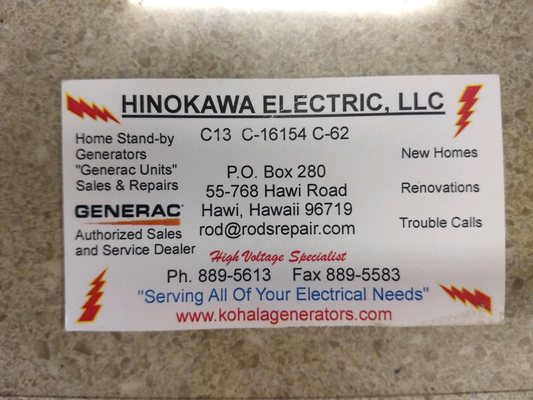 HINOKAWA ELECTRIC, LLC
C13 C-16154 C-62
Home Stand-by
Generators
"Generac Units"
Sales & Repairs
GENERAC
Authorized Sales
and Service Dealer
P.O. Box 280
55-768 Hawi Road
Hawi, Hawaii 96719
rod@rodsrepair.com
New Homes
Renovations
Trouble Calls
High Voltage Specialist
Ph. 889-5613 Fax 889-5583
"Serving All Of Your Electrical Needs"
www.kohalagenerators.com